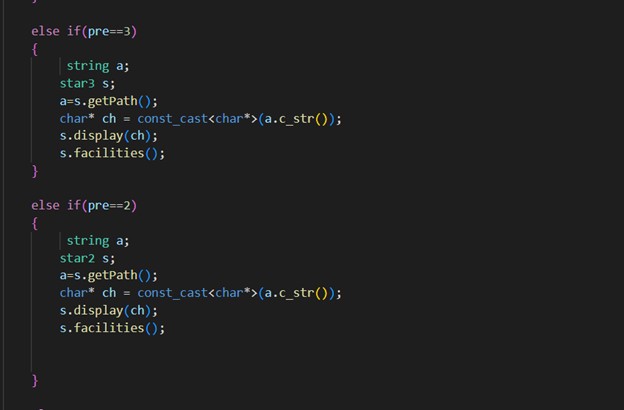 else if(pre==3)
{
string a;
star3 s;
a=s.getPath();
char* ch = const_cast<char*>(a.c_str());
s.display(ch);
s.facilities();
}
else if(pre==2)
{
string a;
star2 s;
a=s.getPath();
char* ch = const_cast<char*>(a.c_str());
s.display(ch);
s.facilities();
}